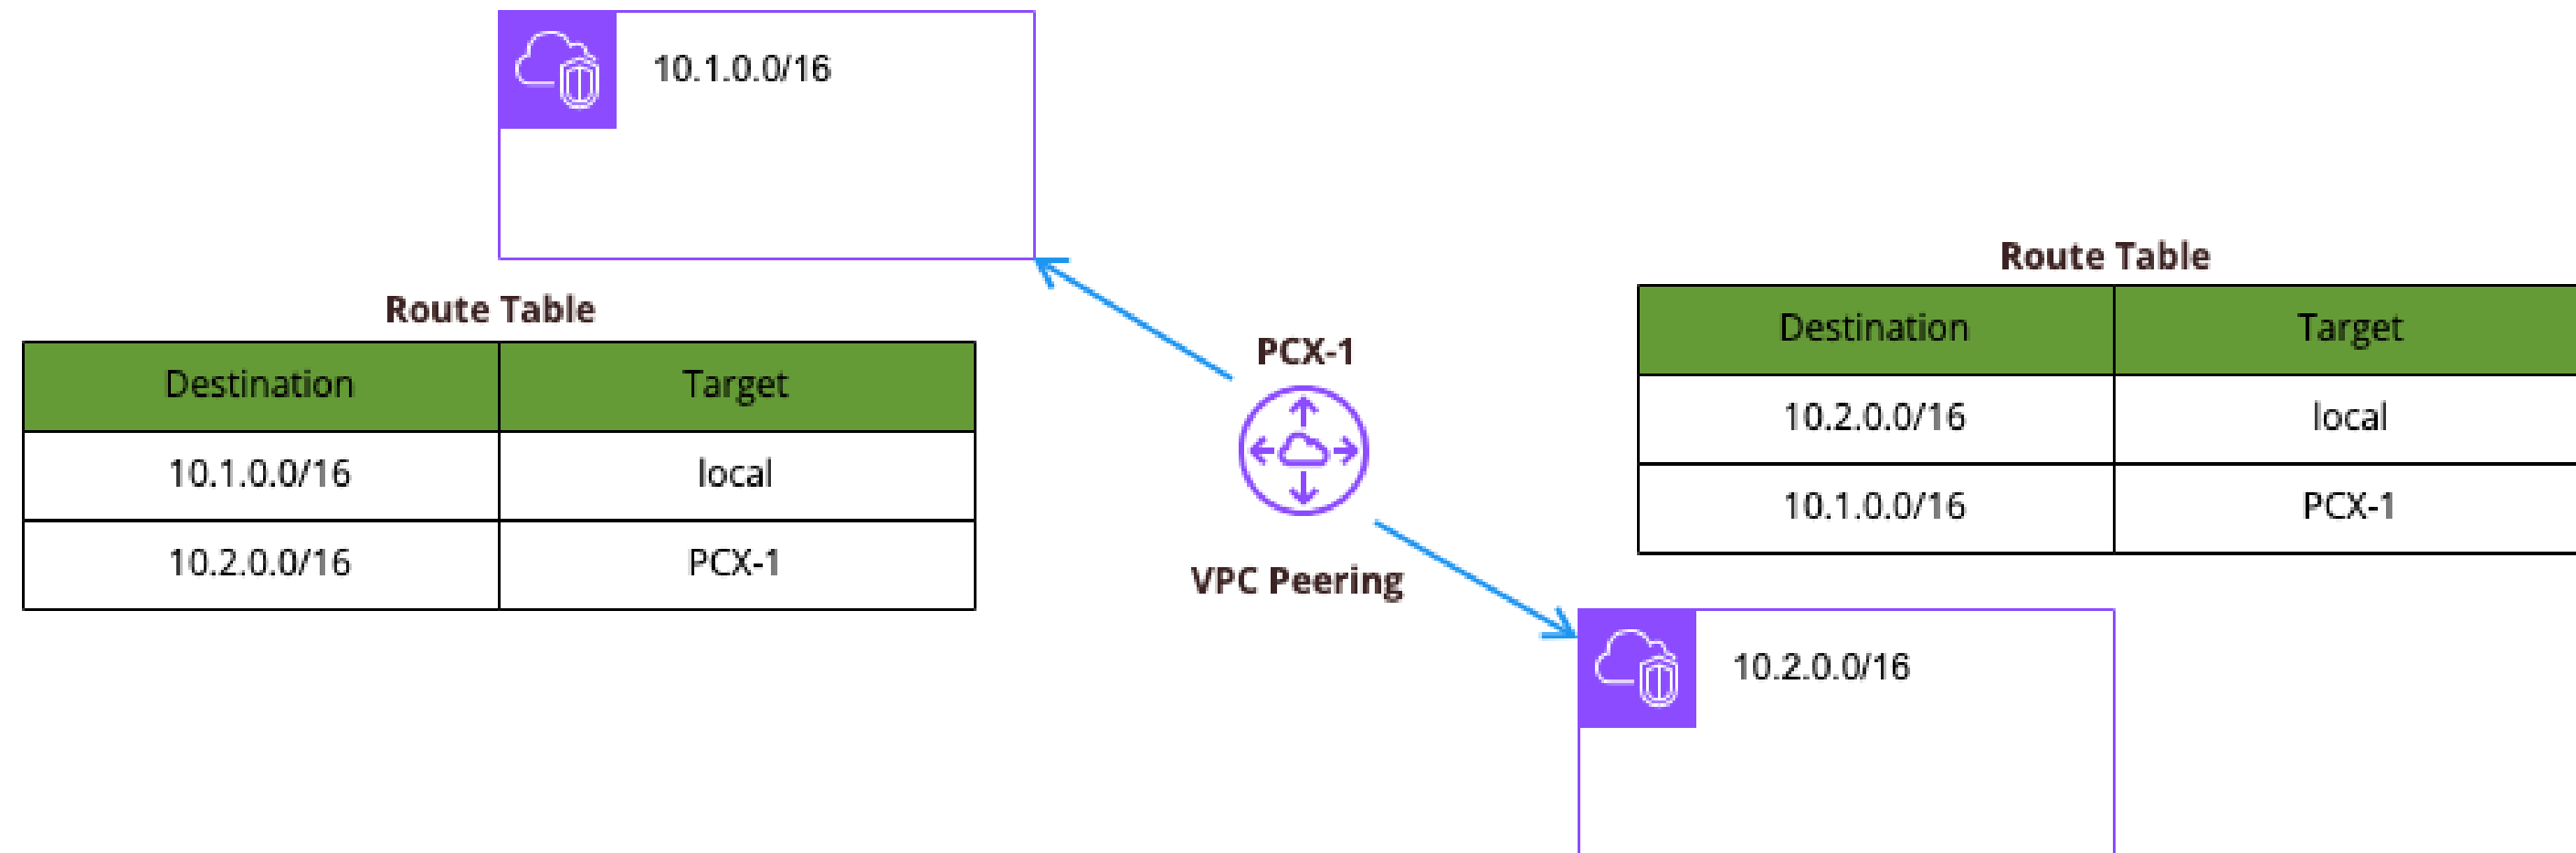 10.1.0.0/16
Route Table
Destination Target
10.1.0.0/16 local
10.2.0.0/16 PCX-1
PCX-1
VPC Peering
Route Table
Destination Target
10.2.0.0/16 local
10.1.0.0/16 PCX-1
10.2.0.0/16